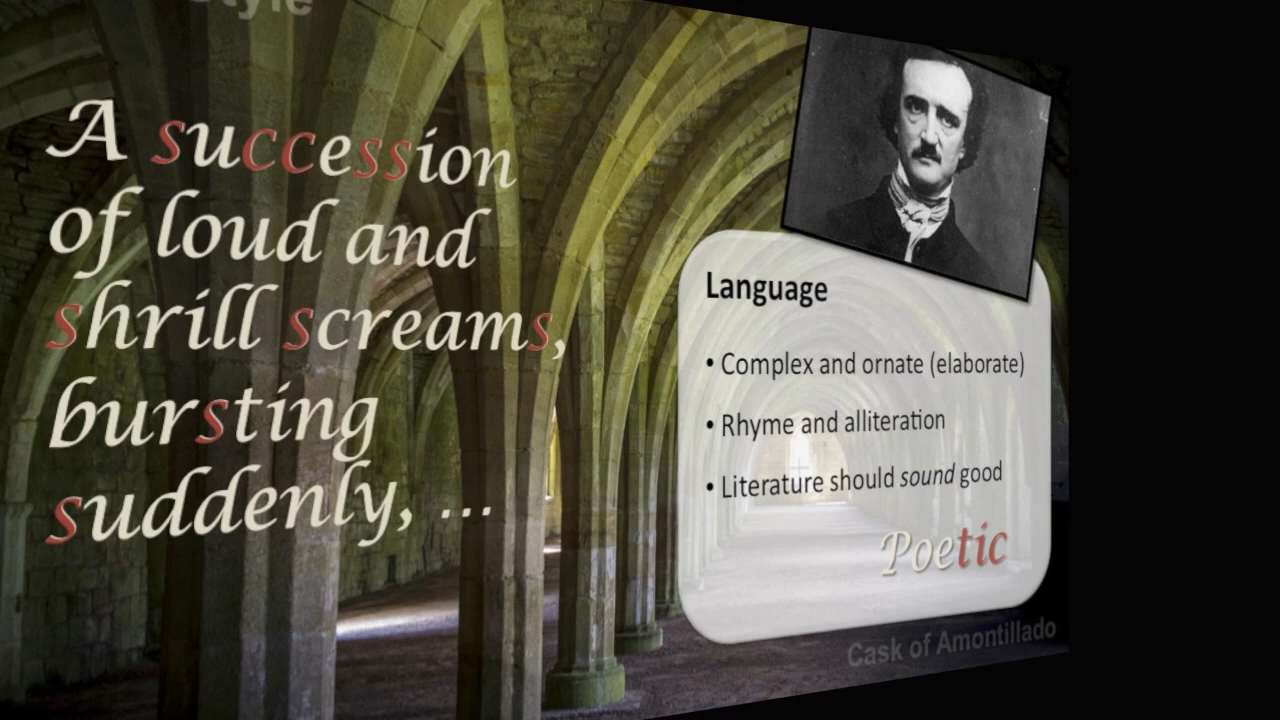 Style
A succession
of loud and
shrill screams,
bursting
suddenly, ...
Language
• Complex and ornate (elaborate)
• Rhyme and alliteration
• Literature should sound good
Poetic
Cask of Amontillado